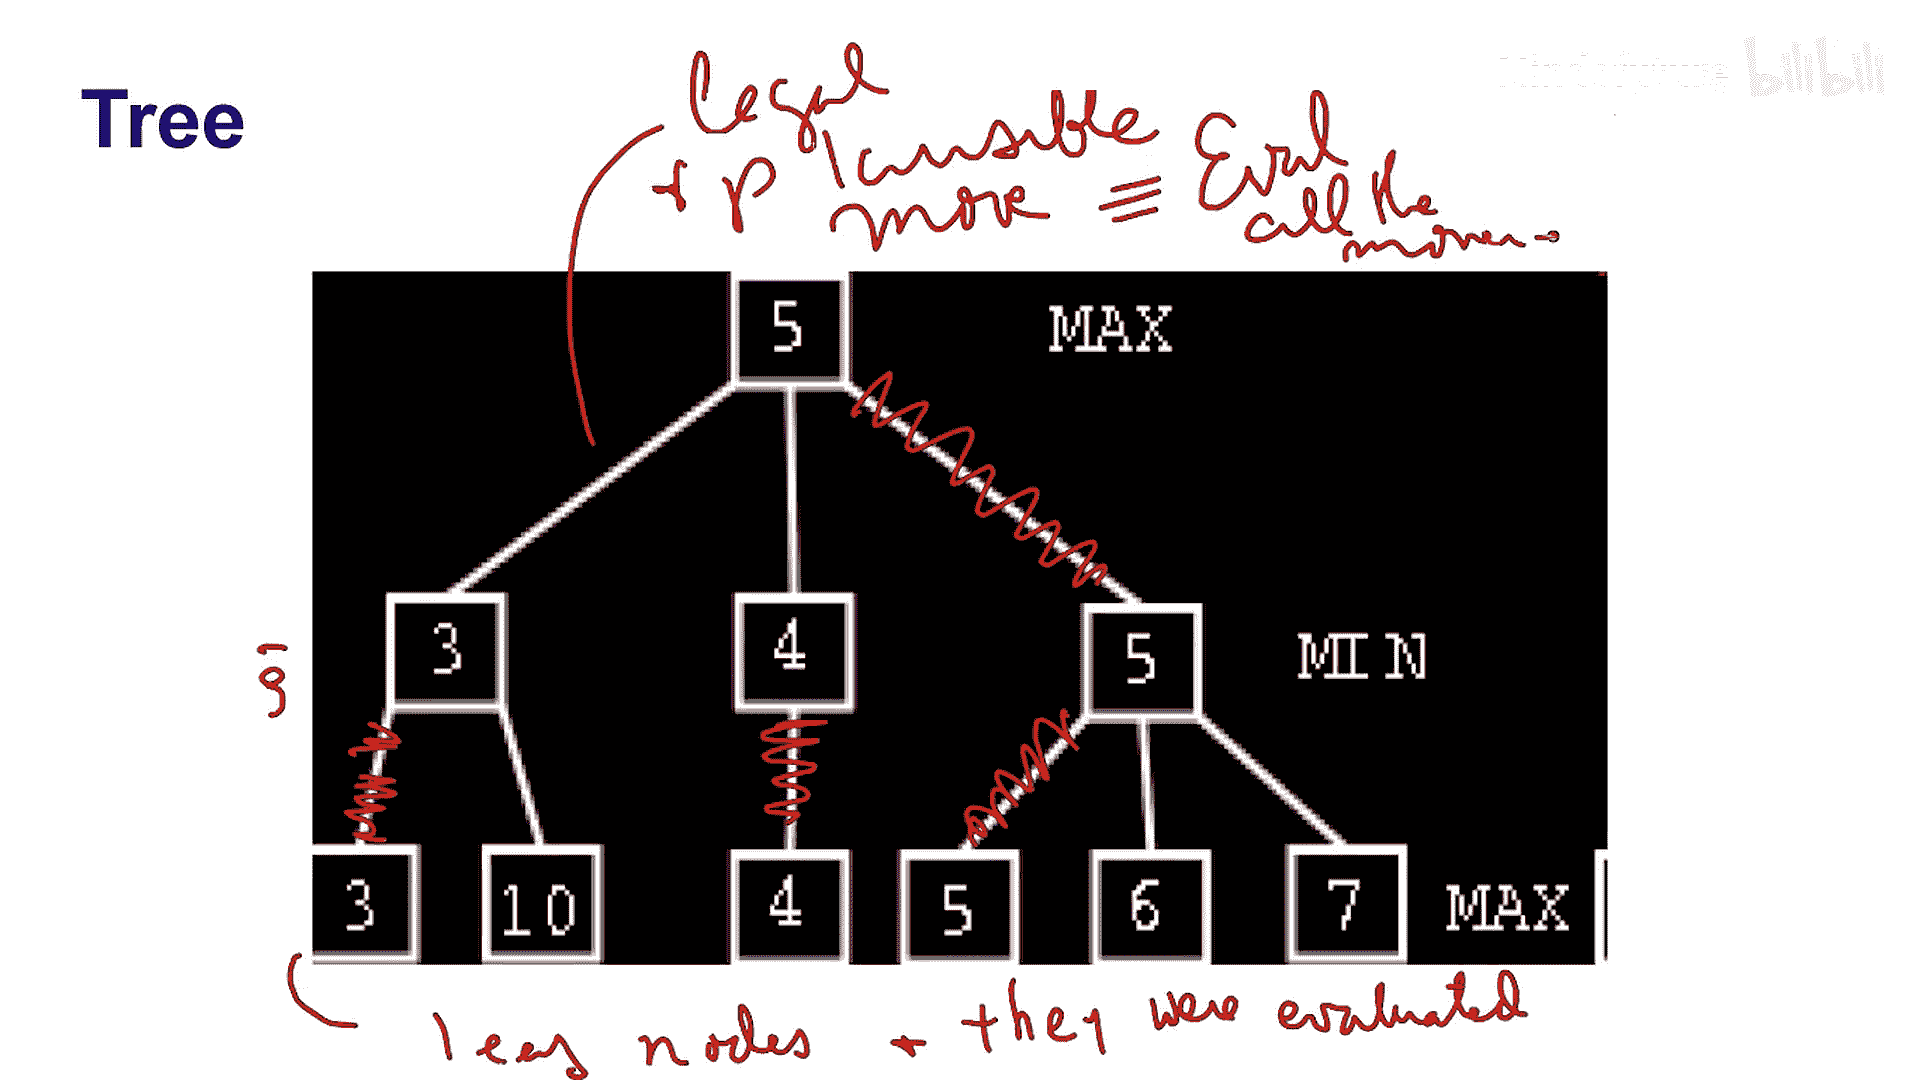 Tree
bilibili
Legal
+ Plausible
move ≡ Eval
all the
moves
5 MAX
3 4 5 MIN
3 10 4 5 6 7 MAX
leaf nodes they were evaluated